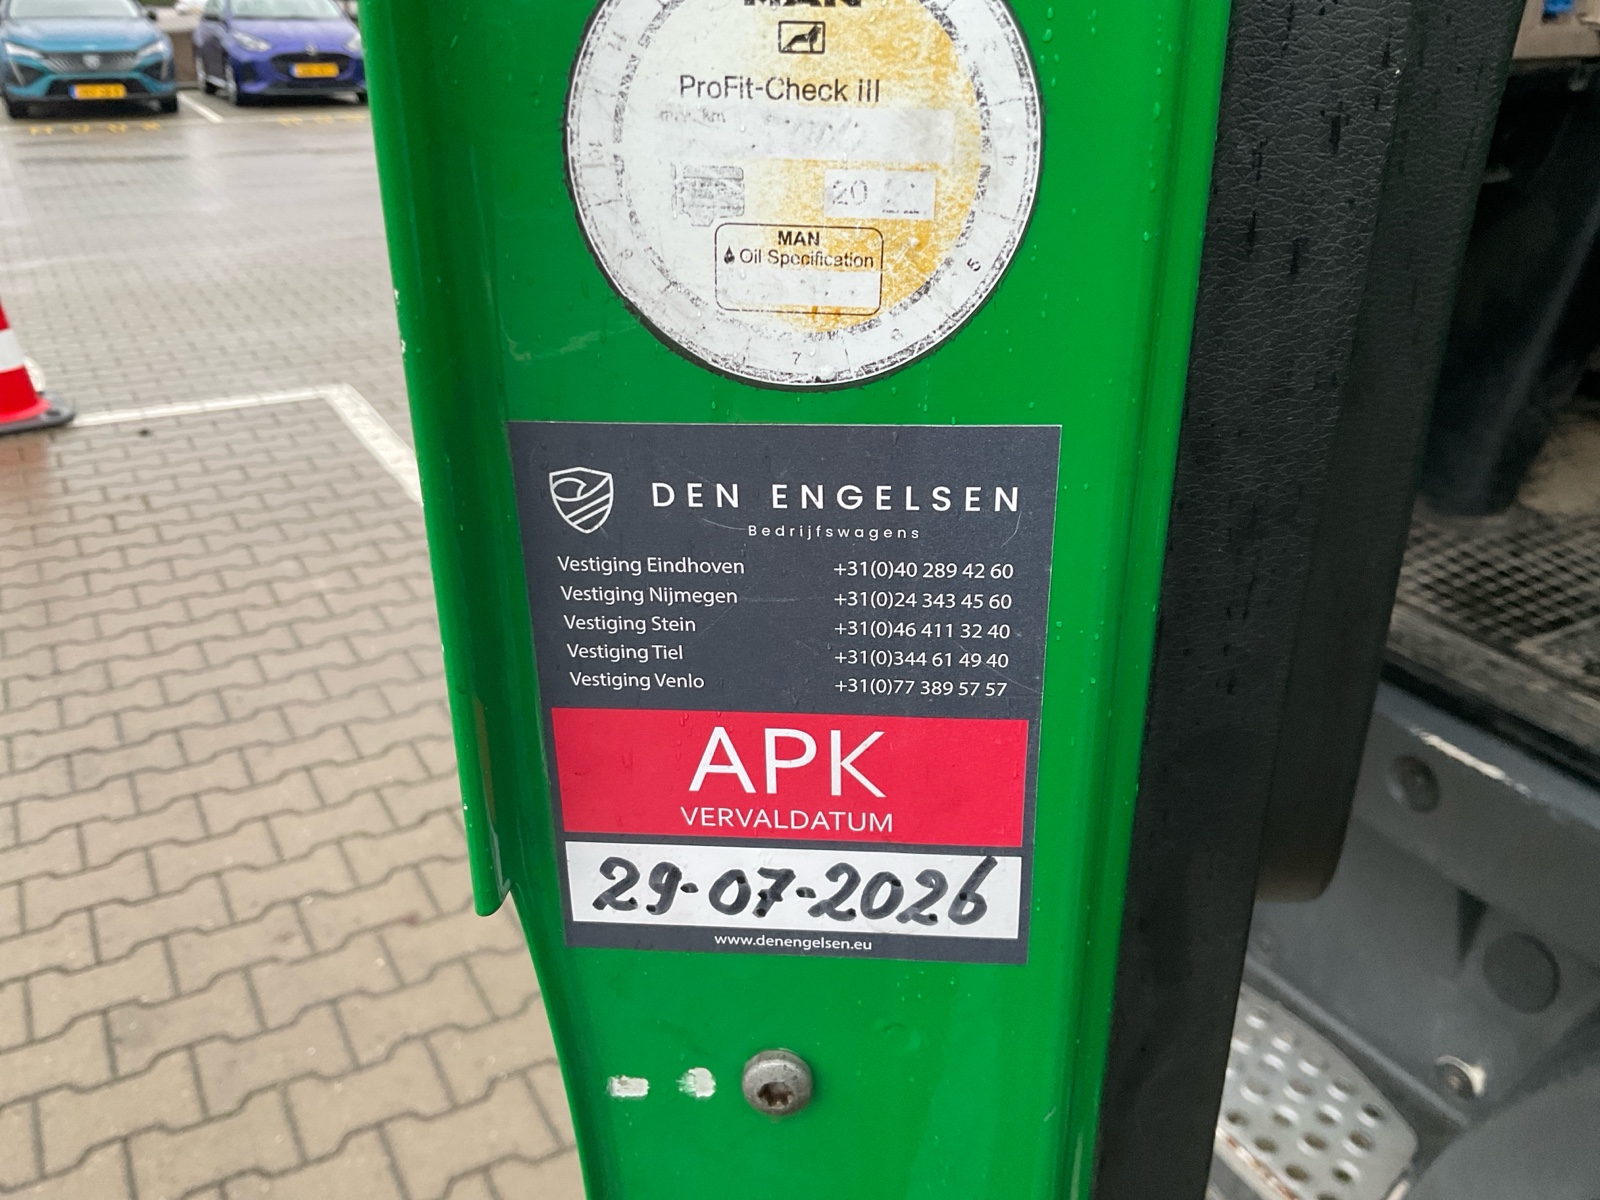 MAN
ProFit-Check III
km
20
MAN
Oil Specification
5
7
DEN ENGELSEN
Bedrijfswagens
Vestiging Eindhoven +31(0)40 289 42 60
Vestiging Nijmegen +31(0)24 343 45 60
Vestiging Stein +31(0)46 411 32 40
Vestiging Tiel +31(0)344 61 49 40
Vestiging Venlo +31(0)77 389 57 57
APK
VERVALDATUM
29-07-2026
www.denengelsen.eu